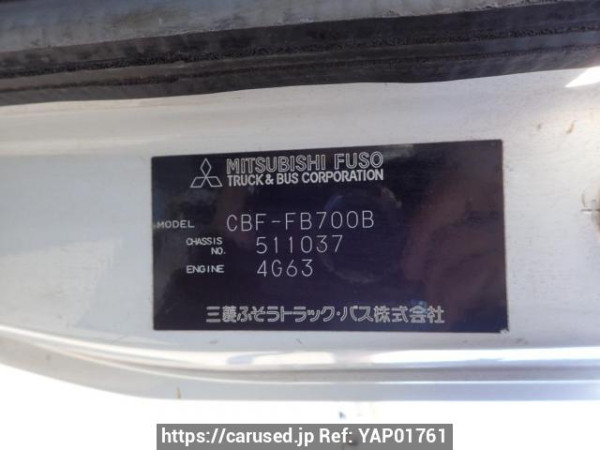 MITSUBISHI FUSO
TRUCK & BUS CORPORATION
MODEL CBF-FB700B
CHASSIS NO. 511037
ENGINE 4G63
三菱ふそうトラック・バス株式会社
https://carused.jp Ref: YAP01761